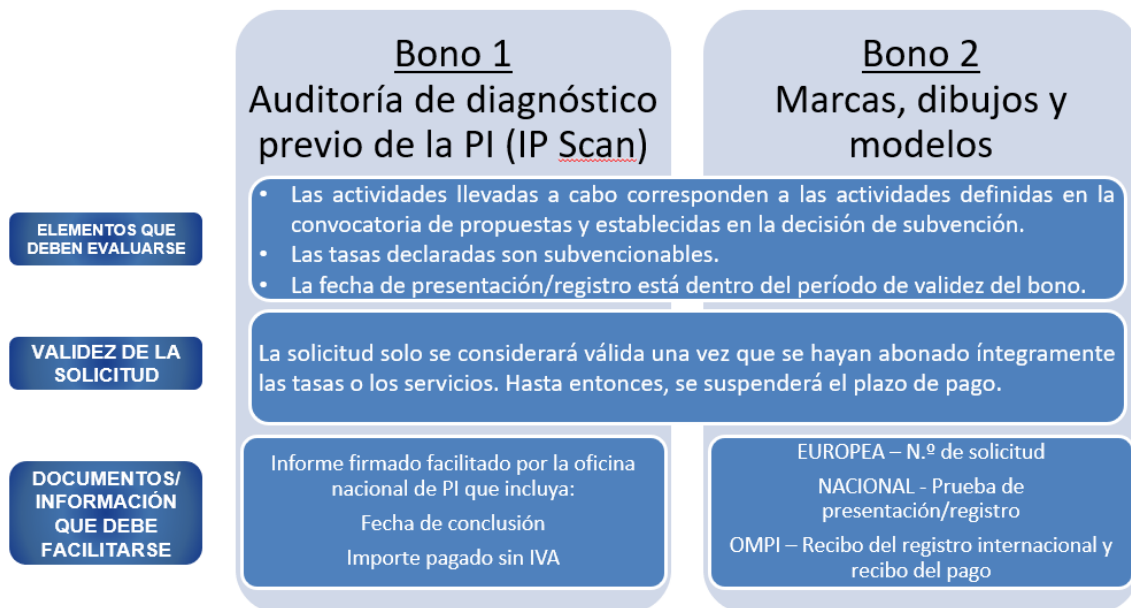 Bono 1
Auditoría de diagnóstico
previo de la PI (IP Scan)
Bono 2
Marcas, dibujos y
modelos
ELEMENTOS QUE
DEBEN EVALUARSE
• Las actividades llevadas a cabo corresponden a las actividades definidas en la
convocatoria de propuestas y establecidas en la decisión de subvención.
• Las tasas declaradas son subvencionables.
• La fecha de presentación/registro está dentro del período de validez del bono.
VALIDEZ DE LA
SOLICITUD
La solicitud solo se considerará válida una vez que se hayan abonado íntegramente
las tasas o los servicios. Hasta entonces, se suspenderá el plazo de pago.
DOCUMENTOS/
INFORMACIÓN
QUE DEBE
FACILITARSE
Informe firmado facilitado por la oficina
nacional de PI que incluya:
Fecha de conclusión
Importe pagado sin IVA
EUROPEA – N.º de solicitud
NACIONAL - Prueba de
presentación/registro
OMPI – Recibo del registro internacional y
recibo del pago